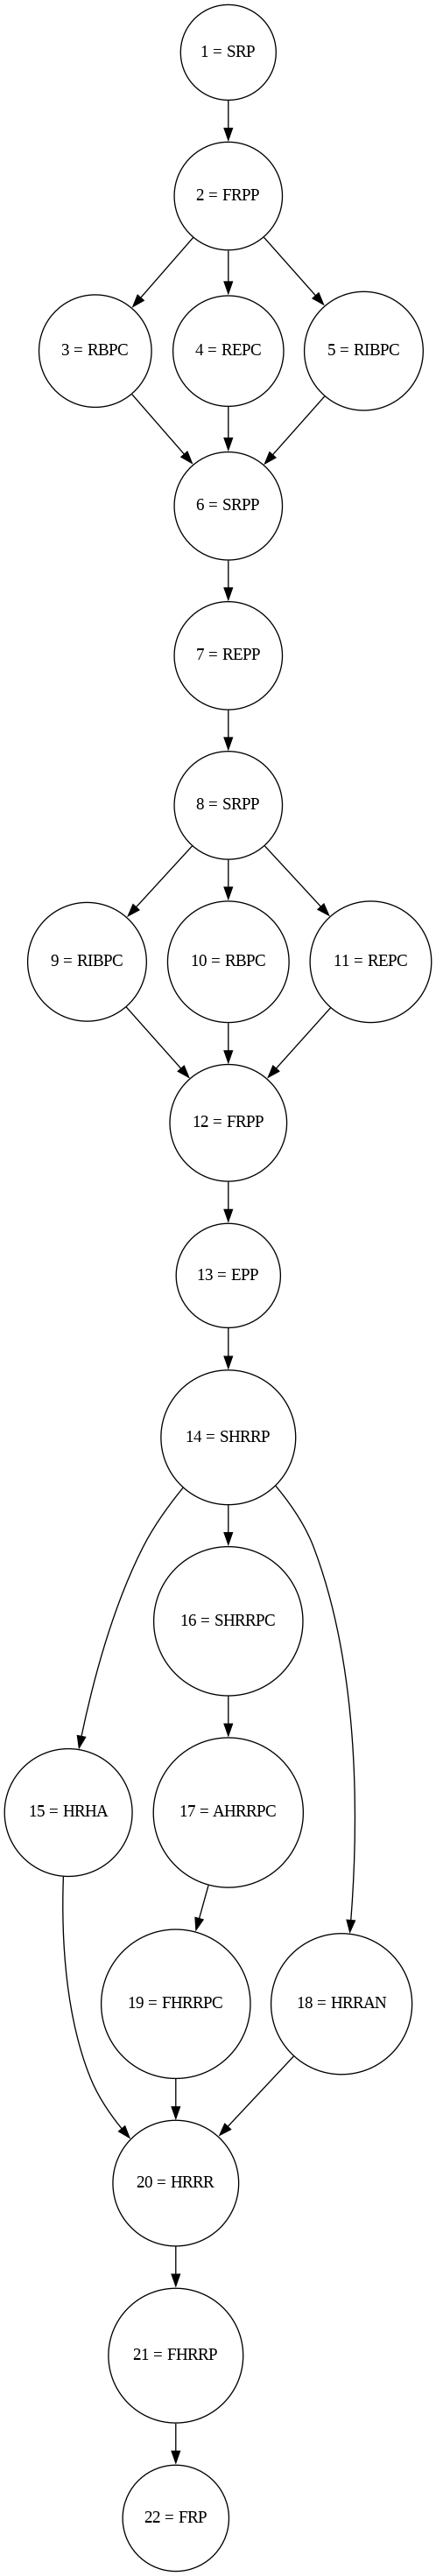 1 = SRP
2 = FRPP
3 = RBPC
4 = REPC
5 = RIBPC
6 = SRPP
7 = REPP
8 = SRPP
9 = RIBPC
10 = RBPC
11 = REPC
12 = FRPP
13 = EPP
14 = SHRRP
16 = SHRRPC
15 = HRHA
17 = AHRRPC
19 = FHRRPC
18 = HRRAN
20 = HRRR
21 = FHRRP
22 = FRP